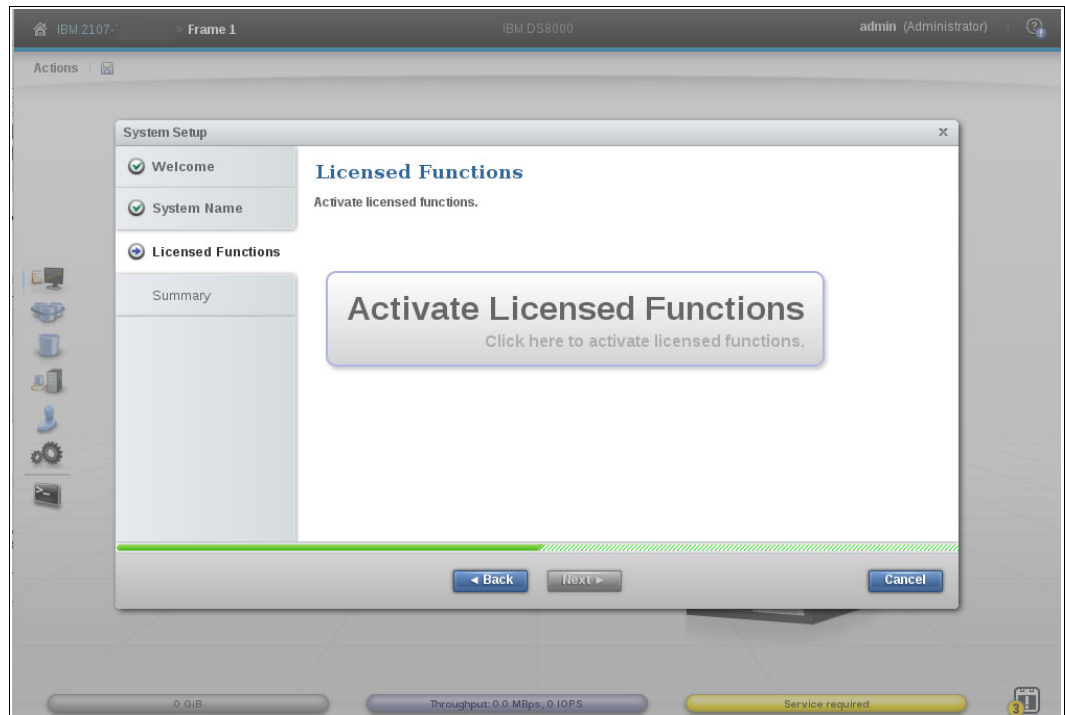 IBM.2107- > Frame 1
IBM DS8000
admin (Administrator)
Actions
System Setup
x
Welcome
System Name
Licensed Functions
Summary
Licensed Functions
Activate licensed functions.
Activate Licensed Functions
Click here to activate licensed functions.
◄ Back
Next ►
Cancel
0 GiB
Throughput: 0.0 MBps, 0 IOPS
Service required
3